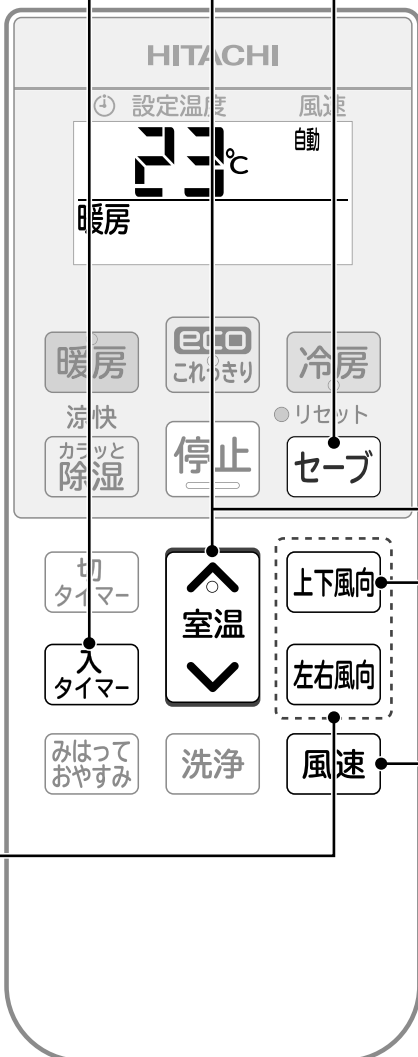 HITACHI
設定温度 風速
23℃ 自動
暖房
暖房
eco
これっきり
冷房
涼快
カラッと
除湿
停止
リセット
セーブ
切
タイマー
室温
上下風向
入
タイマー
左右風向
みはって
おやすみ
洗浄
風速